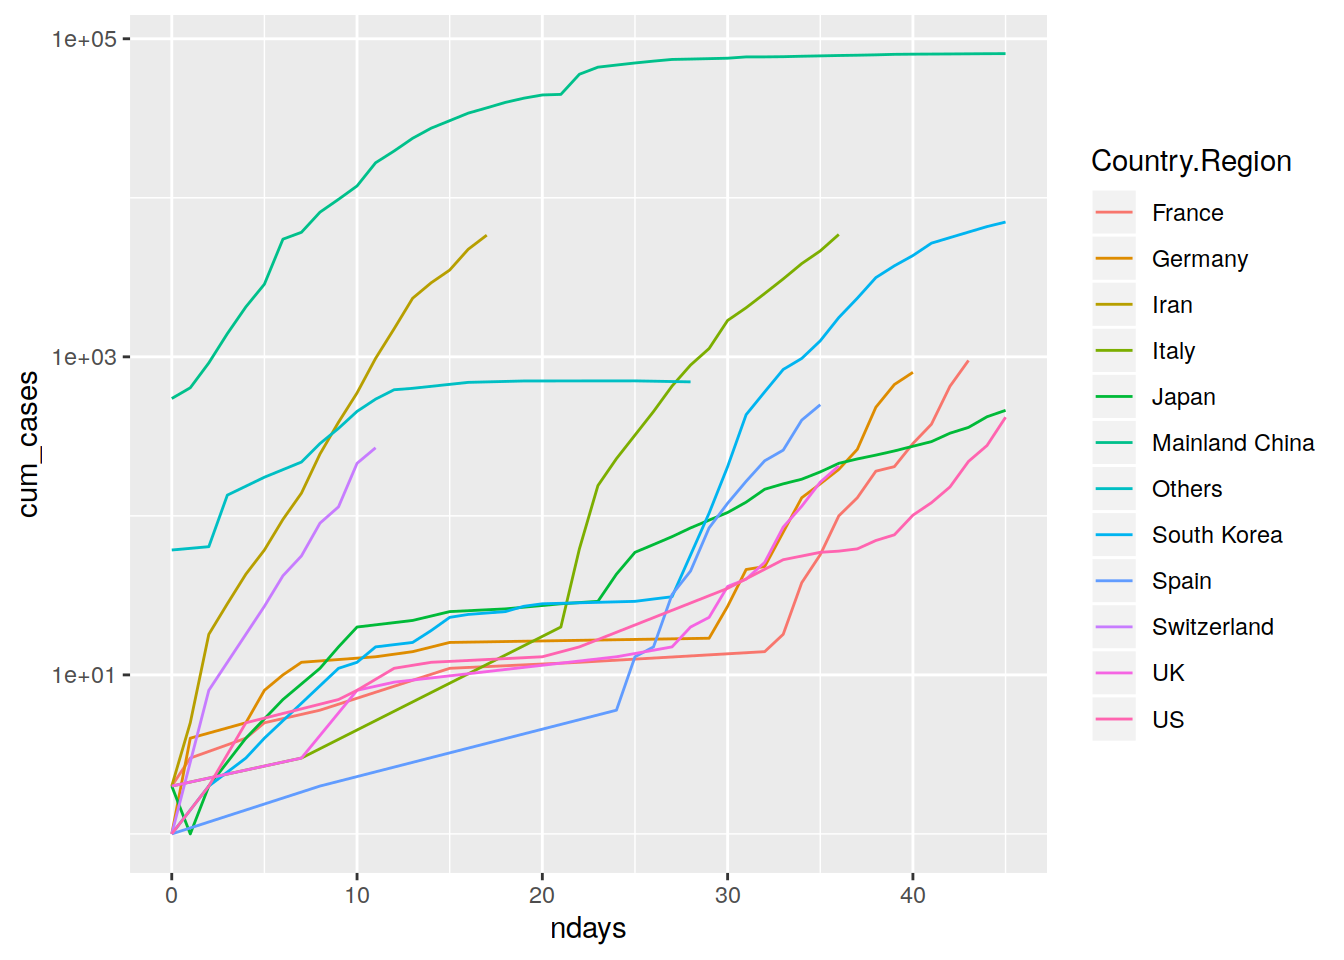 1e+05
1e+03
1e+01
cum_cases
0 10 20 30 40
ndays
Country.Region
France
Germany
Iran
Italy
Japan
Mainland China
Others
South Korea
Spain
Switzerland
UK
US